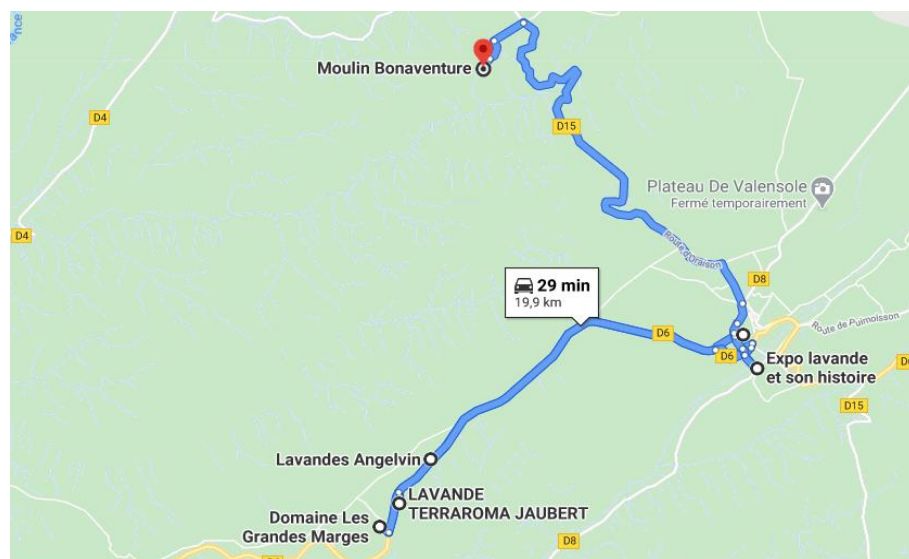 ance
Moulin Bonaventure
D4
D15
Plateau De Valensole
Fermé temporairement
D4
Route d'Oraison
D8
29 min
19,9 km
D6
Route de Puimoisson
D6
Expo lavande
et son histoire
D15
Lavandes Angelvin
LAVANDE
TERRAROMA JAUBERT
Domaine Les
Grandes Marges
D8